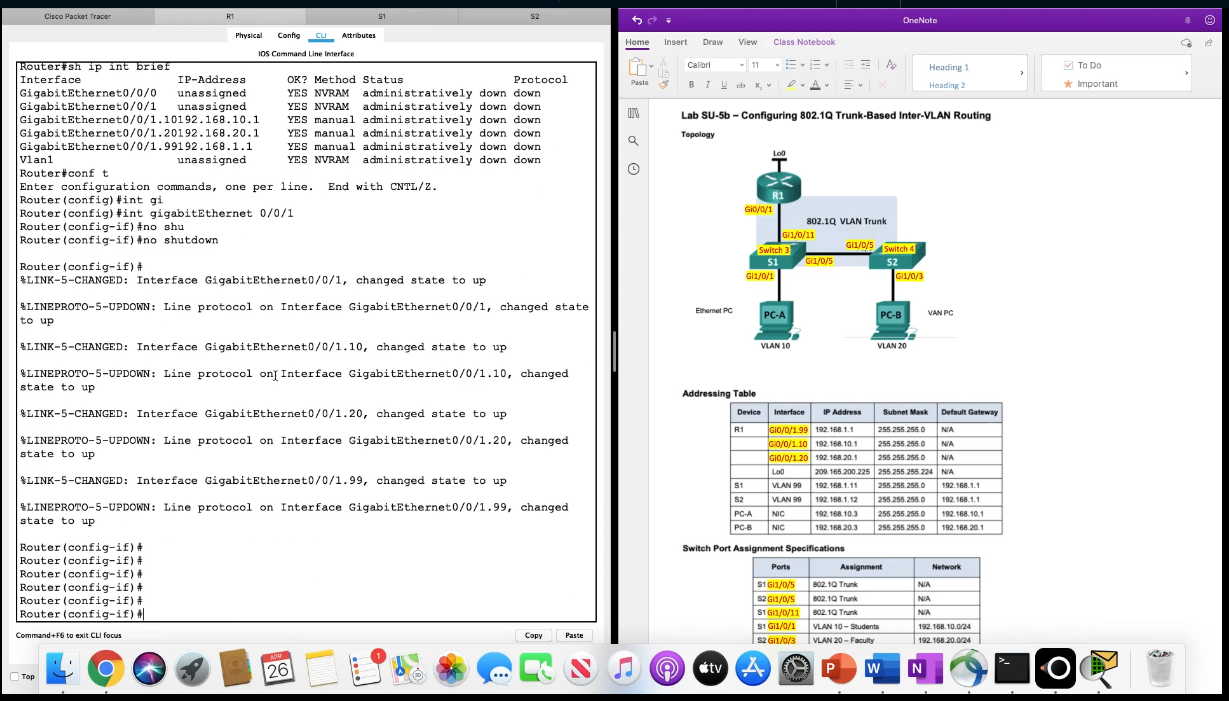 Cisco Packet Tracer
R1
S1
S2
Physical
Config
CLI
Attributes
IOS Command Line Interface
Router#sh ip int brief
Interface IP-Address OK? Method Status Protocol
GigabitEthernet0/0/0 unassigned YES NVRAM administratively down down
GigabitEthernet0/0/1 unassigned YES NVRAM administratively down down
GigabitEthernet0/0/1.10192.168.10.1 YES manual administratively down down
GigabitEthernet0/0/1.20192.168.20.1 YES manual administratively down down
GigabitEthernet0/0/1.99192.168.1.1 YES manual administratively down down
Vlan1 unassigned YES NVRAM administratively down down
Router#conf t
Enter configuration commands, one per line. End with CNTL/Z.
Router(config)#int gi
Router(config)#int gigabitEthernet 0/0/1
Router(config-if)#no shu
Router(config-if)#no shutdown
Router(config-if)#
%LINK-5-CHANGED: Interface GigabitEthernet0/0/1, changed state to up
%LINEPROTO-5-UPDOWN: Line protocol on Interface GigabitEthernet0/0/1, changed state
to up
%LINK-5-CHANGED: Interface GigabitEthernet0/0/1.10, changed state to up
%LINEPROTO-5-UPDOWN: Line protocol on Interface GigabitEthernet0/0/1.10, changed
state to up
%LINK-5-CHANGED: Interface GigabitEthernet0/0/1.20, changed state to up
%LINEPROTO-5-UPDOWN: Line protocol on Interface GigabitEthernet0/0/1.20, changed
state to up
%LINK-5-CHANGED: Interface GigabitEthernet0/0/1.99, changed state to up
%LINEPROTO-5-UPDOWN: Line protocol on Interface GigabitEthernet0/0/1.99, changed
state to up
Router(config-if)#
Router(config-if)#
Router(config-if)#
Router(config-if)#
Router(config-if)#
Router(config-if)#
Command+F6 to exit CLI focus
Copy
Paste
Top
OneNote
Home Insert Draw View Class Notebook
Paste
Calibri
11
B I U ab x₂ A
Heading 1
Heading 2
To Do
Important
Lab SU-5b – Configuring 802.1Q Trunk-Based Inter-VLAN Routing
Topology
Lo0
R1
Gi0/0/1
802.1Q VLAN Trunk
Gi1/0/11
Gi1/0/5
Switch 3
Switch 4
S1
S2
Gi1/0/5
Gi1/0/1
Gi1/0/3
Ethernet PC
PC-A
PC-B
VAN PC
VLAN 10
VLAN 20
Addressing Table
Device Interface IP Address Subnet Mask Default Gateway
R1 Gi0/0/1.99 192.168.1.1 255.255.255.0 N/A
Gi0/0/1.10 192.168.10.1 255.255.255.0 N/A
Gi0/0/1.20 192.168.20.1 255.255.255.0 N/A
Lo0 209.165.200.225 255.255.255.224 N/A
S1 VLAN 99 192.168.1.11 255.255.255.0 192.168.1.1
S2 VLAN 99 192.168.1.12 255.255.255.0 192.168.1.1
PC-A NIC 192.168.10.3 255.255.255.0 192.168.10.1
PC-B NIC 192.168.20.3 255.255.255.0 192.168.20.1
Switch Port Assignment Specifications
Ports Assignment Network
S1 Gi1/0/5 802.1Q Trunk N/A
S2 Gi1/0/5 802.1Q Trunk N/A
S1 Gi1/0/11 802.1Q Trunk N/A
S1 Gi1/0/1 VLAN 10 – Students 192.168.10.0/24
S2 Gi1/0/3 VLAN 20 – Faculty 192.168.20.0/24
APR
26
1
tv
P
W
N
>_